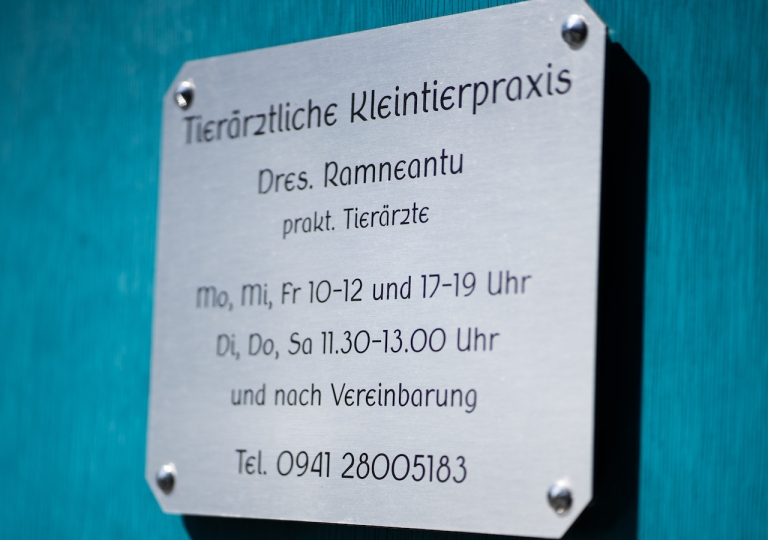 Tierärztliche Kleintierpraxis
Dres. Ramneantu
prakt. Tierärzte
Mo, Mi, Fr 10-12 und 17-19 Uhr
Di, Do, Sa 11.30-13.00 Uhr
und nach Vereinbarung
Tel. 0941 28005183